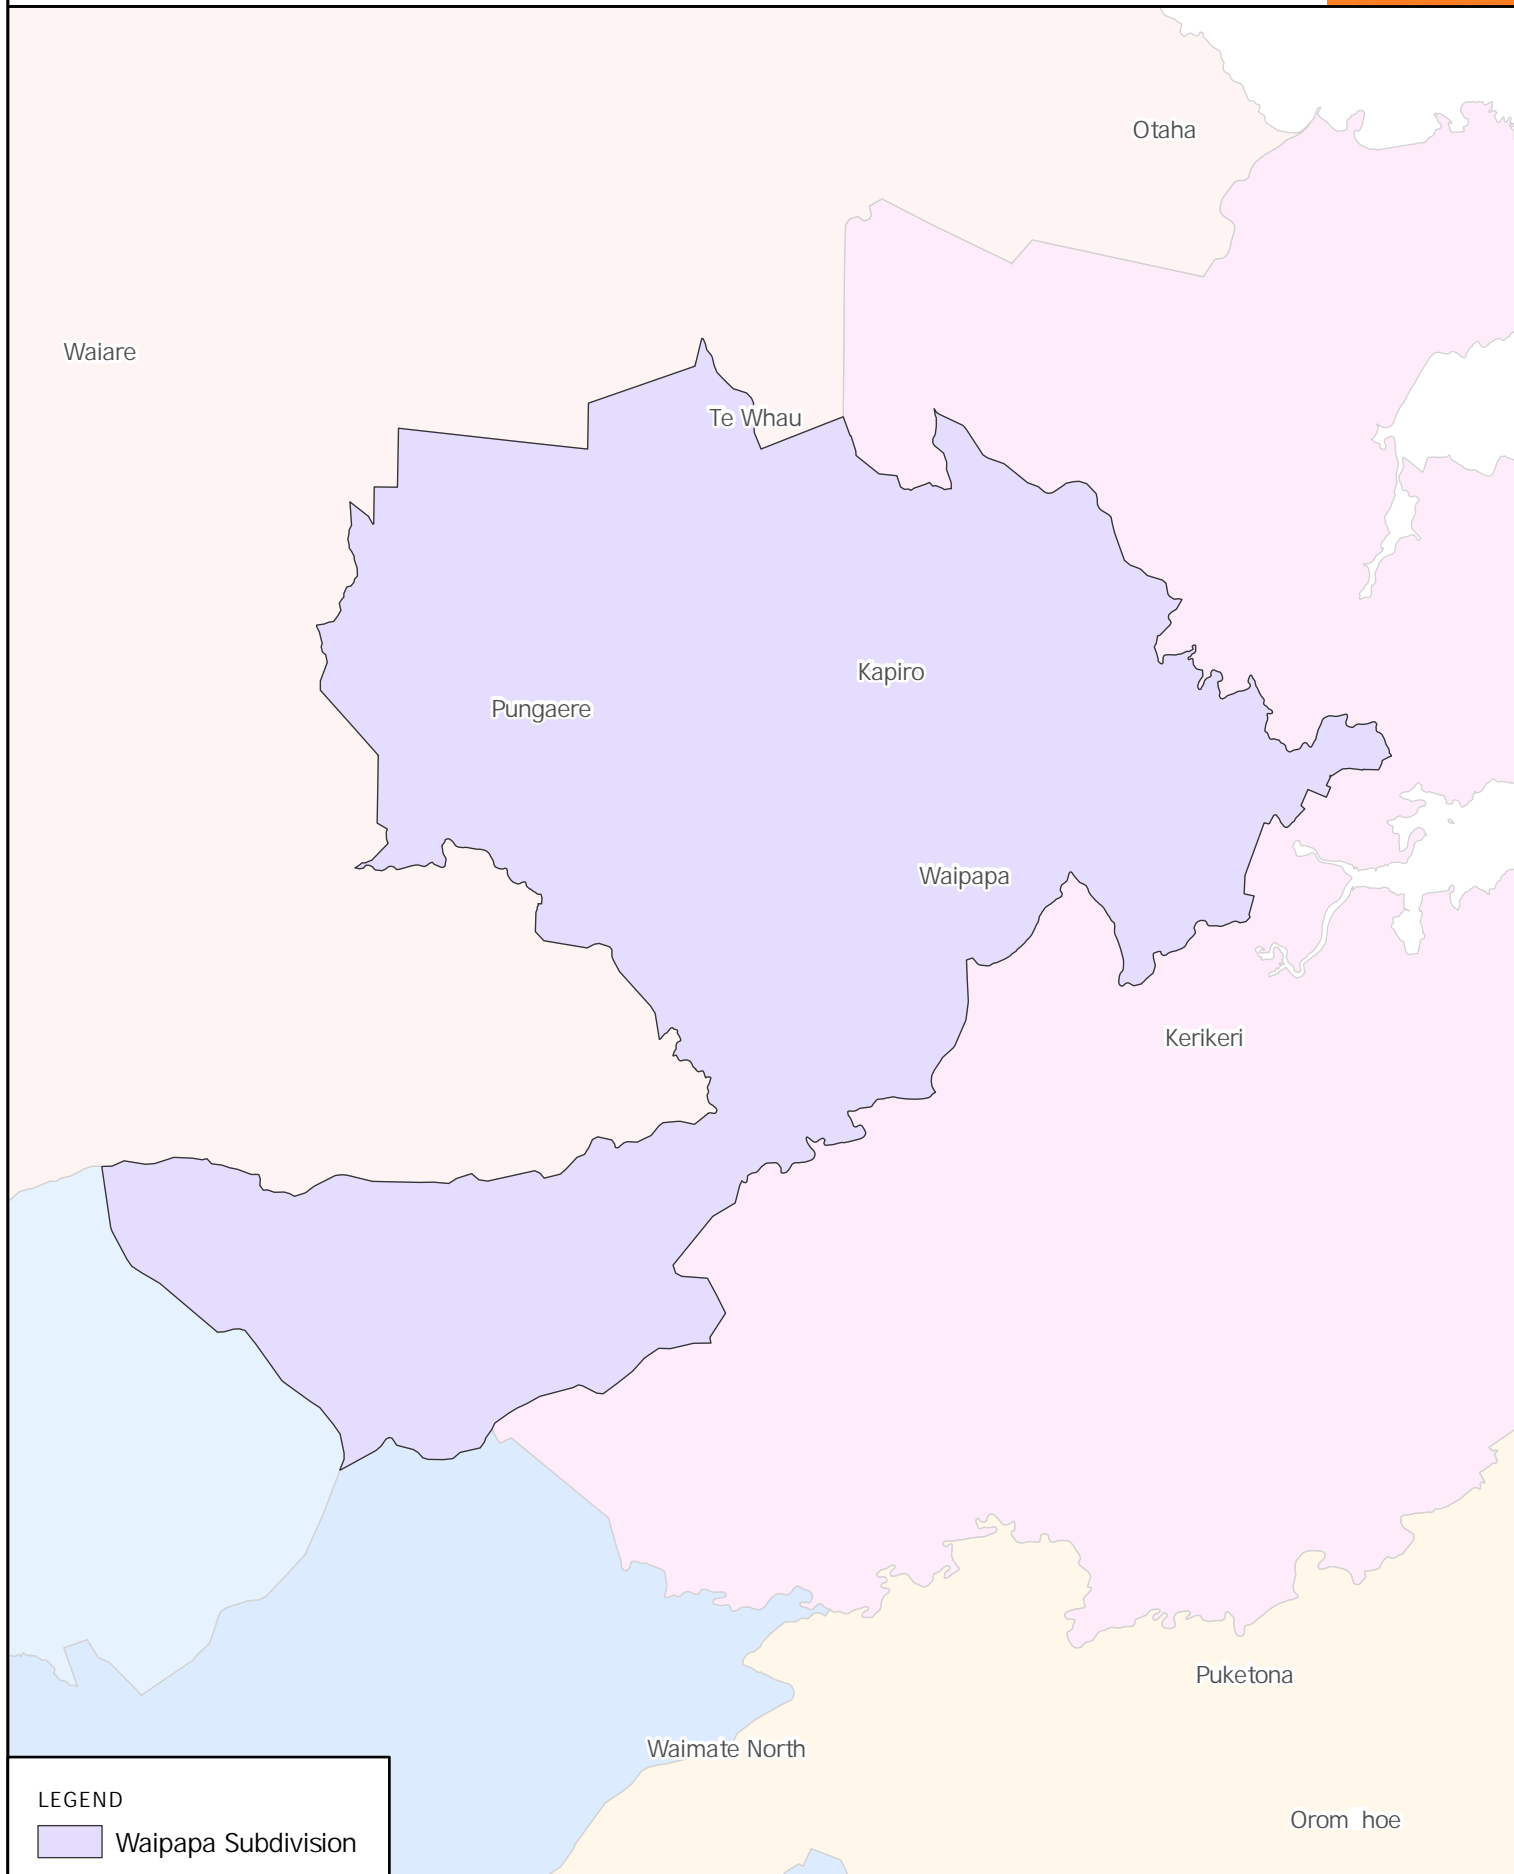 Otaha
Waiare
Te Whau
Kapiro
Pungaere
Waipapa
Kerikeri
Puketona
Waimate North
Orom hoe
LEGEND
Waipapa Subdivision